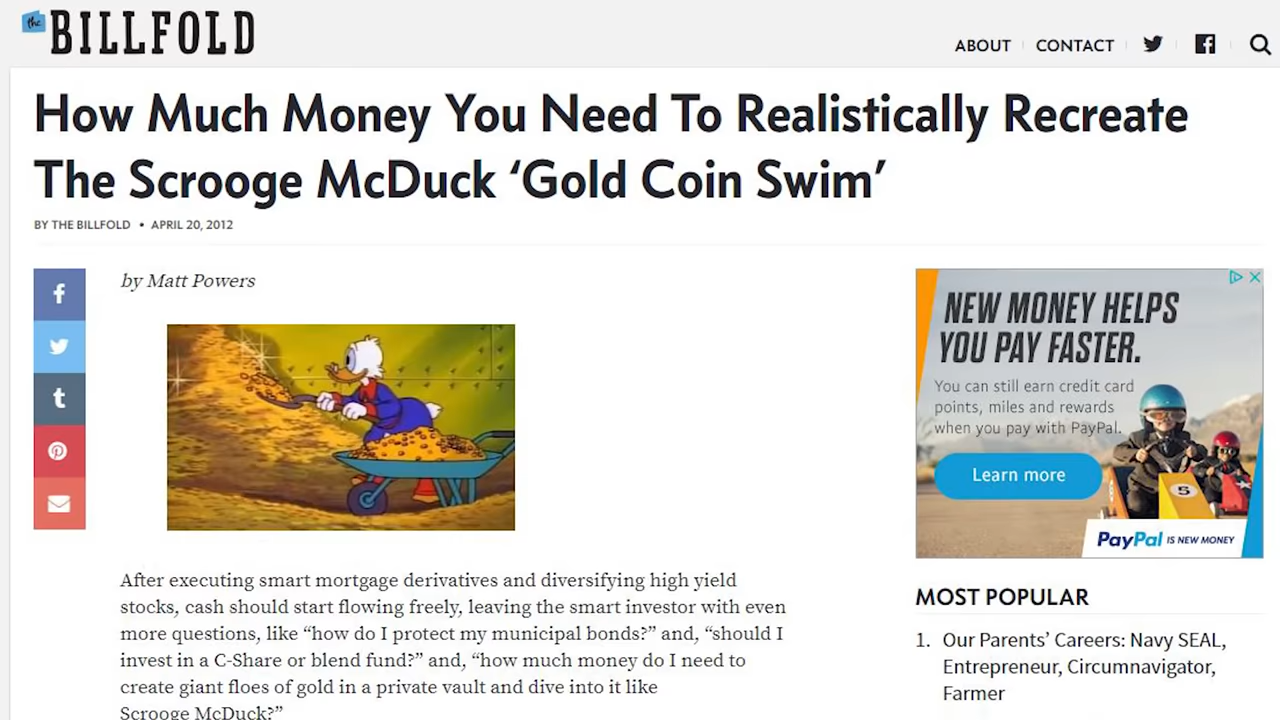 the BILLFOLD
ABOUT CONTACT
How Much Money You Need To Realistically Recreate
The Scrooge McDuck ‘Gold Coin Swim’
BY THE BILLFOLD • APRIL 20, 2012
by Matt Powers
After executing smart mortgage derivatives and diversifying high yield
stocks, cash should start flowing freely, leaving the smart investor with even
more questions, like “how do I protect my municipal bonds?” and, “should I
invest in a C-Share or blend fund?” and, “how much money do I need to
create giant floes of gold in a private vault and dive into it like
Scrooge McDuck?”
NEW MONEY HELPS
YOU PAY FASTER.
You can still earn credit card
points, miles and rewards
when you pay with PayPal.
Learn more
5
PayPal IS NEW MONEY
MOST POPULAR
1. Our Parents’ Careers: Navy SEAL,
Entrepreneur, Circumnavigator,
Farmer